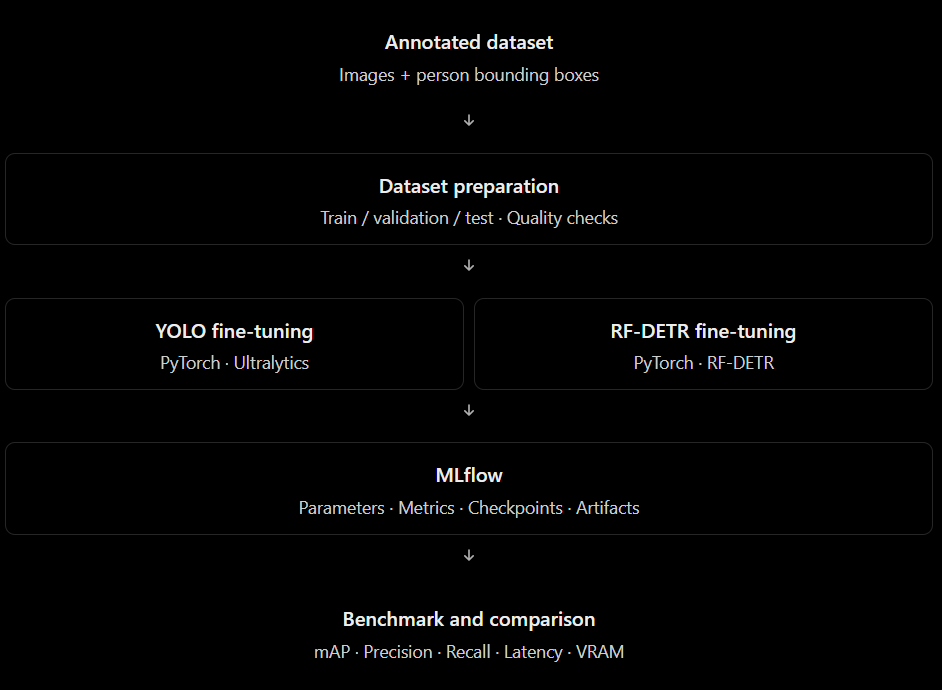 Annotated dataset
Images + person bounding boxes
↓
Dataset preparation
Train / validation / test · Quality checks
↓
YOLO fine-tuning
PyTorch · Ultralytics
RF-DETR fine-tuning
PyTorch · RF-DETR
↓
MLflow
Parameters · Metrics · Checkpoints · Artifacts
↓
Benchmark and comparison
mAP · Precision · Recall · Latency · VRAM